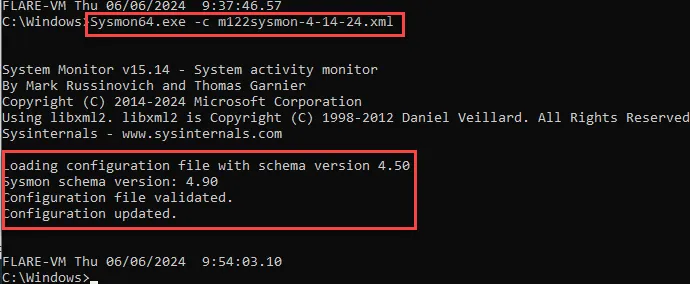 FLARE-VM Thu 06/06/2024  9:37:46.57
C:\Windows>Sysmon64.exe -c m122sysmon-4-14-24.xml
System Monitor v15.14 - System activity monitor
By Mark Russinovich and Thomas Garnier
Copyright (C) 2014-2024 Microsoft Corporation
Using libxml2. libxml2 is Copyright (C) 1998-2012 Daniel Veillard. All Rights Reserved
Sysinternals - www.sysinternals.com
Loading configuration file with schema version 4.50
Sysmon schema version: 4.90
Configuration file validated.
Configuration updated.
FLARE-VM Thu 06/06/2024  9:54:03.10
C:\Windows>